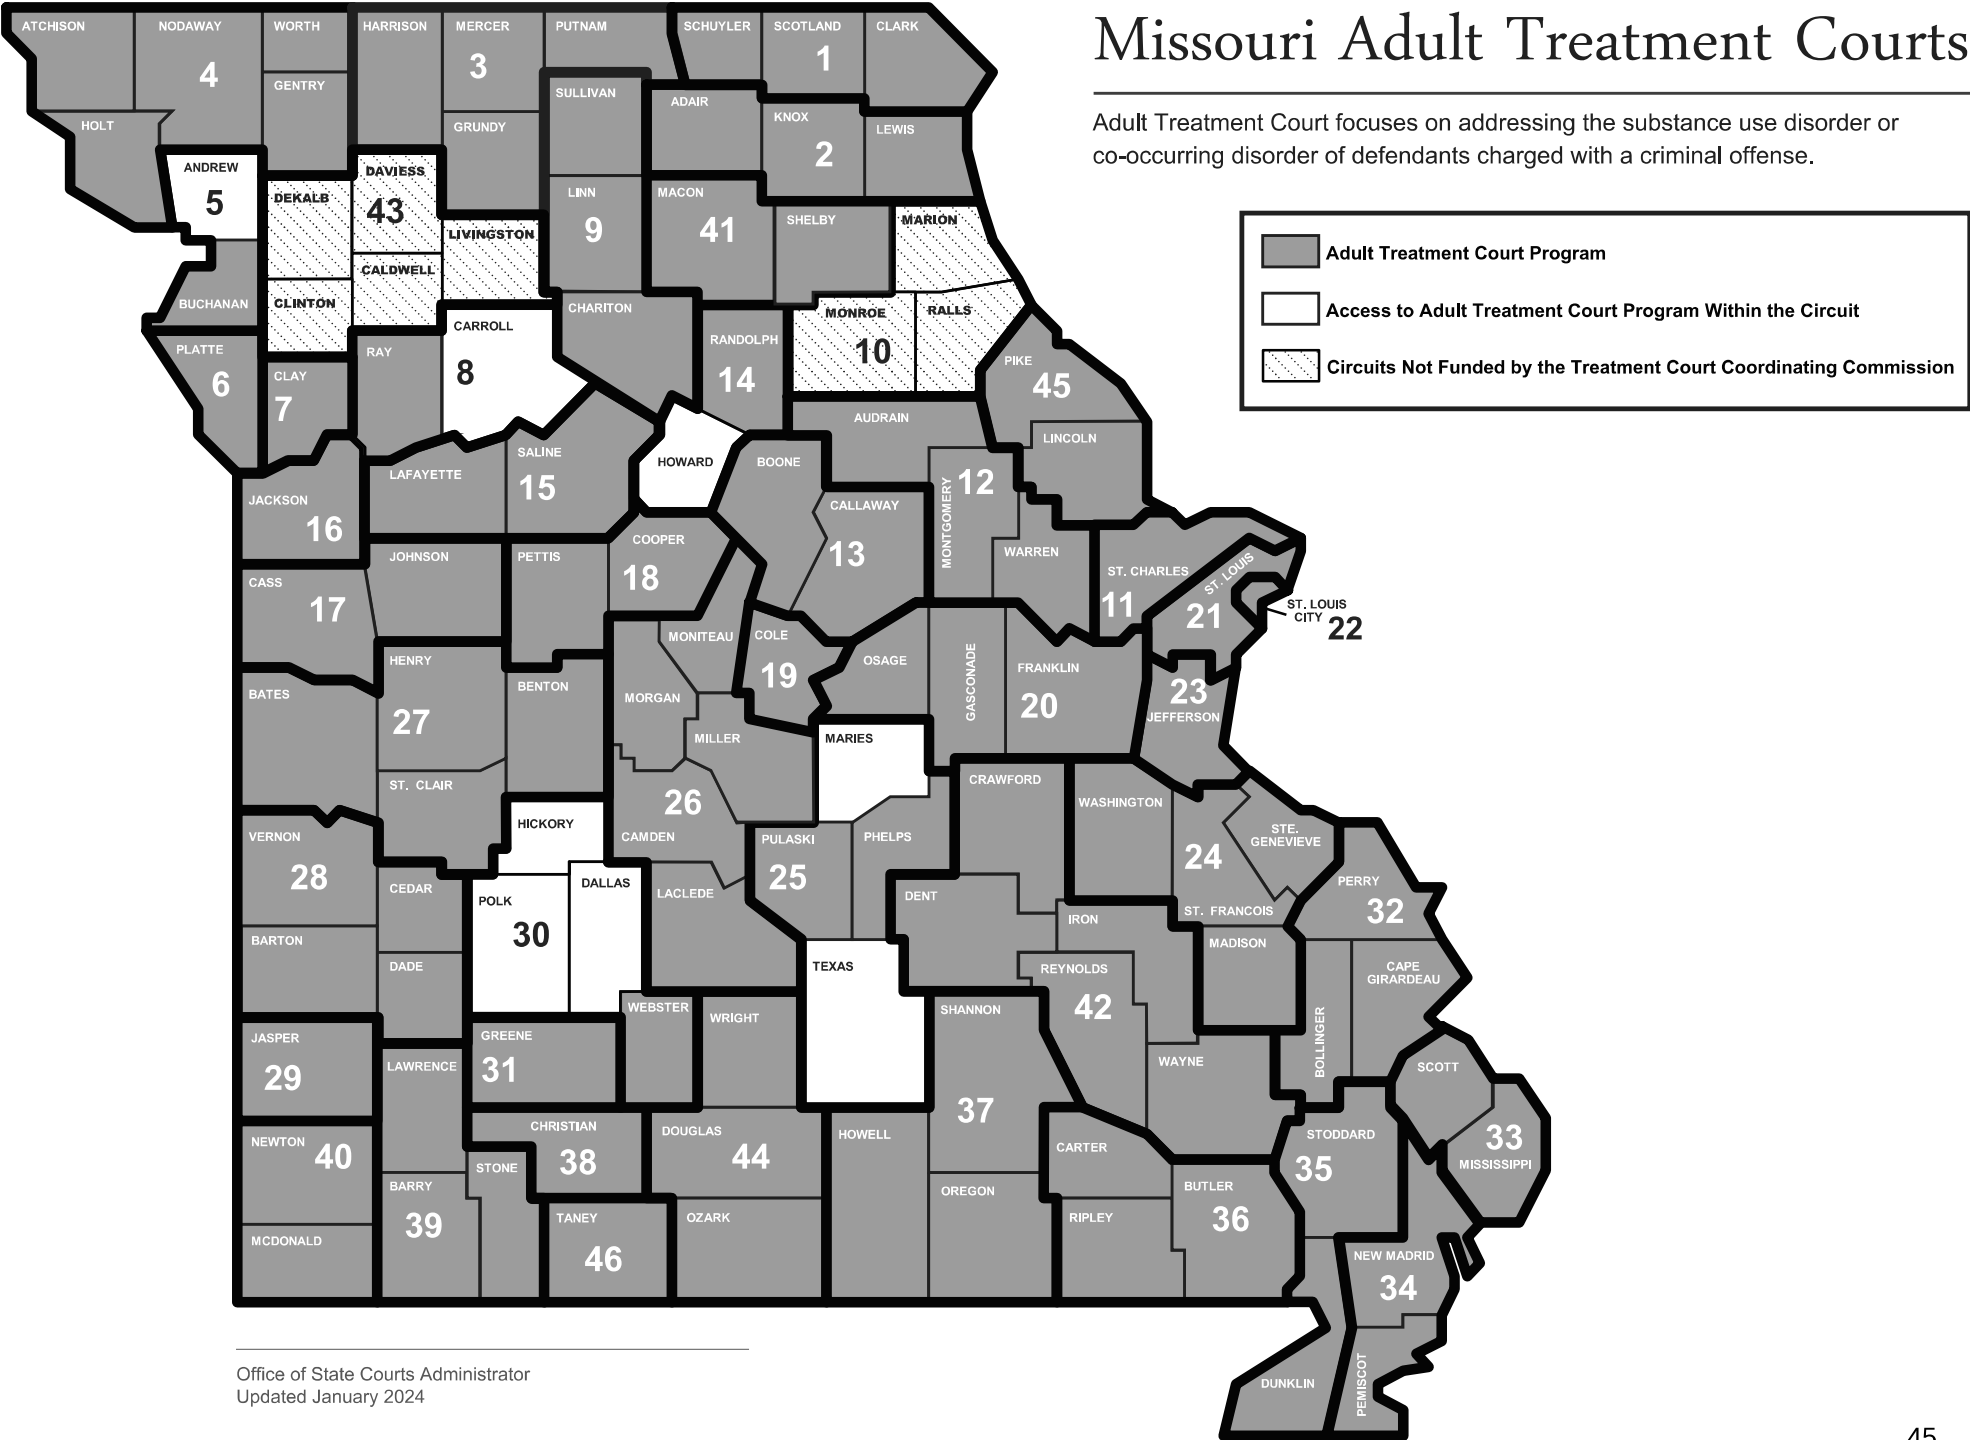 Missouri Adult Treatment Courts
Adult Treatment Court focuses on addressing the substance use disorder or
co-occurring disorder of defendants charged with a criminal offense.
Adult Treatment Court Program
Access to Adult Treatment Court Program Within the Circuit
Circuits Not Funded by the Treatment Court Coordinating Commission
ATCHISON
NODAWAY
4
WORTH
GENTRY
HOLT
HARRISON
MERCER
3
PUTNAM
GRUNDY
SCHUYLER
SCOTLAND
1
CLARK
SULLIVAN
ADAIR
KNOX
2
LEWIS
ANDREW
5
DEKALB
DAVIESS
43
LIVINGSTON
CALDWELL
CLINTON
LINN
9
MACON
41
SHELBY
MARION
BUCHANAN
CHARITON
MONROE
10
RALLS
PLATTE
6
CLAY
7
RAY
CARROLL
8
RANDOLPH
14
PIKE
45
LINCOLN
AUDRAIN
HOWARD
BOONE
SALINE
15
LAFAYETTE
JACKSON
16
CALLAWAY
13
MONTGOMERY
12
WARREN
ST. CHARLES
11
ST. LOUIS
21
ST. LOUIS
CITY 22
CASS
17
JOHNSON
PETTIS
COOPER
18
MONITEAU
COLE
19
OSAGE
GASCONADE
FRANKLIN
20
23
JEFFERSON
BATES
HENRY
27
BENTON
MORGAN
MILLER
MARIES
ST. CLAIR
26
CAMDEN
HICKORY
CRAWFORD
WASHINGTON
STE.
GENEVIEVE
24
ST. FRANCOIS
VERNON
28
CEDAR
POLK
30
DALLAS
LACLEDE
PULASKI
25
PHELPS
DENT
IRON
MADISON
PERRY
32
BARTON
DADE
TEXAS
REYNOLDS
42
CAPE
GIRARDEAU
BOLLINGER
JASPER
29
LAWRENCE
GREENE
31
WEBSTER
WRIGHT
SHANNON
37
WAYNE
SCOTT
NEWTON
40
CHRISTIAN
38
DOUGLAS
44
HOWELL
CARTER
STODDARD
35
33
MISSISSIPPI
MCDONALD
BARRY
39
STONE
TANEY
46
OZARK
OREGON
RIPLEY
BUTLER
36
NEW MADRID
34
DUNKLIN
PEMISCOT
Office of State Courts Administrator
Updated January 2024
45